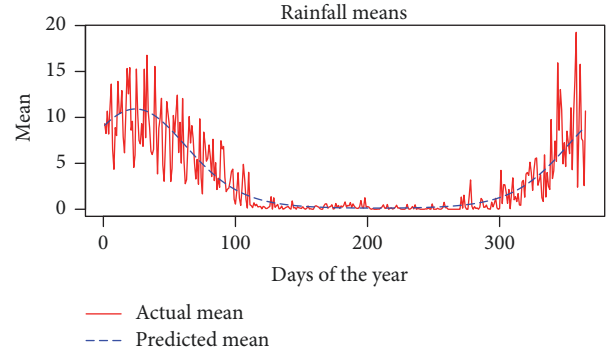 Rainfall means
20
15
10
5
0
Mean
0 100 200 300
Days of the year
Actual mean
Predicted mean